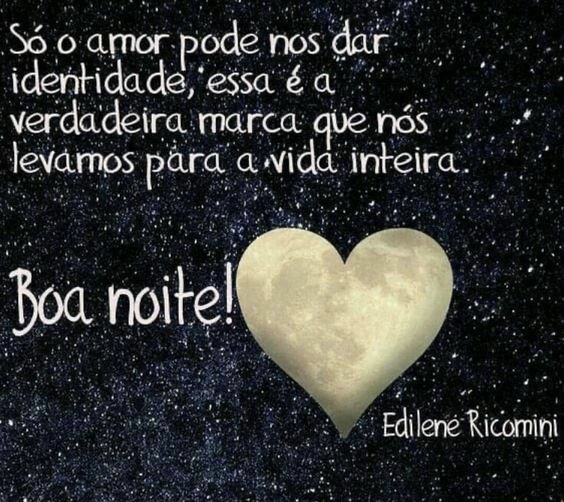 Só o amor pode nos dar
identidade, essa é a
verdadeira marca que nós
levamos para a vida inteira.
Boa noite!
Edilene Ricomini